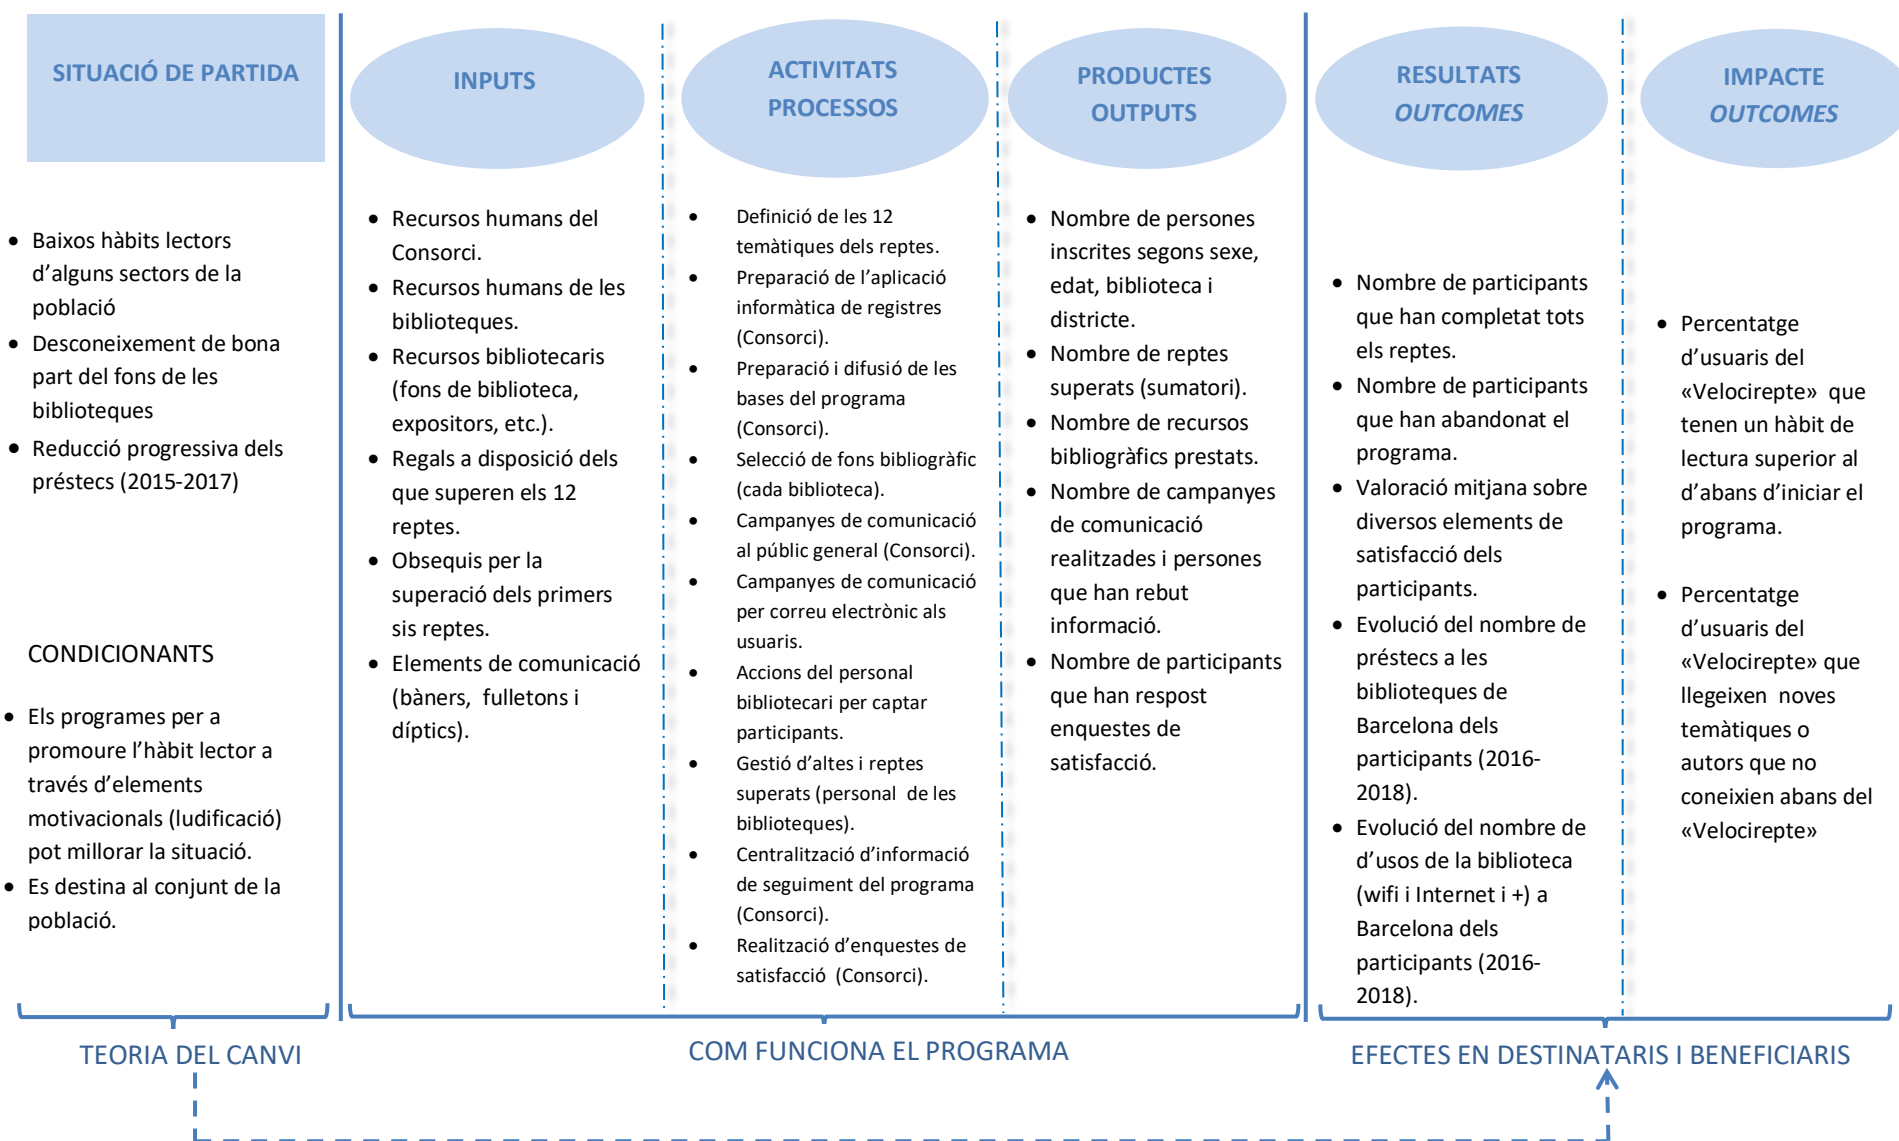 SITUACIÓ DE PARTIDA
• Baixos hàbits lectors
d’alguns sectors de la
població
• Desconeixement de bona
part del fons de les
biblioteques
• Reducció progressiva dels
préstecs (2015-2017)
CONDICIONANTS
• Els programes per a
promoure l’hàbit lector a
través d’elements
motivacionals (ludificació)
pot millorar la situació.
• Es destina al conjunt de la
població.
INPUTS
• Recursos humans del
Consorci.
• Recursos humans de les
biblioteques.
• Recursos bibliotecaris
(fons de biblioteca,
expositors, etc.).
• Regals a disposició dels
que superen els 12
reptes.
• Obsequis per la
superació dels primers
sis reptes.
• Elements de comunicació
(bàners, fulletons i
díptics).
ACTIVITATS
PROCESSOS
• Definició de les 12
temàtiques dels reptes.
• Preparació de l’aplicació
informàtica de registres
(Consorci).
• Preparació i difusió de les
bases del programa
(Consorci).
• Selecció de fons bibliogràfic
(cada biblioteca).
• Campanyes de comunicació
al públic general (Consorci).
• Campanyes de comunicació
per correu electrònic als
usuaris.
• Accions del personal
bibliotecari per captar
participants.
• Gestió d’altes i reptes
superats (personal de les
biblioteques).
• Centralització d’informació
de seguiment del programa
(Consorci).
• Realització d’enquestes de
satisfacció (Consorci).
PRODUCTES
OUTPUTS
• Nombre de persones
inscrites segons sexe,
edat, biblioteca i
districte.
• Nombre de reptes
superats (sumatori).
• Nombre de recursos
bibliogràfics prestats.
• Nombre de campanyes
de comunicació
realitzades i persones
que han rebut
informació.
• Nombre de participants
que han respost
enquestes de
satisfacció.
RESULTATS
OUTCOMES
• Nombre de participants
que han completat tots
els reptes.
• Nombre de participants
que han abandonat el
programa.
• Valoració mitjana sobre
diversos elements de
satisfacció dels
participants.
• Evolució del nombre de
préstecs a les
biblioteques de
Barcelona dels
participants (2016-
2018).
• Evolució del nombre de
d’usos de la biblioteca
(wifi i Internet i +) a
Barcelona dels
participants (2016-
2018).
IMPACTE
OUTCOMES
• Percentatge
d’usuaris del
«Velocirepte» que
tenen un hàbit de
lectura superior al
d’abans d’iniciar el
programa.
• Percentatge
d’usuaris del
«Velocirepte» que
llegeixen noves
temàtiques o
autors que no
coneixien abans del
«Velocirepte»
TEORIA DEL CANVI
COM FUNCIONA EL PROGRAMA
EFECTES EN DESTINATARIS I BENEFICIARIS